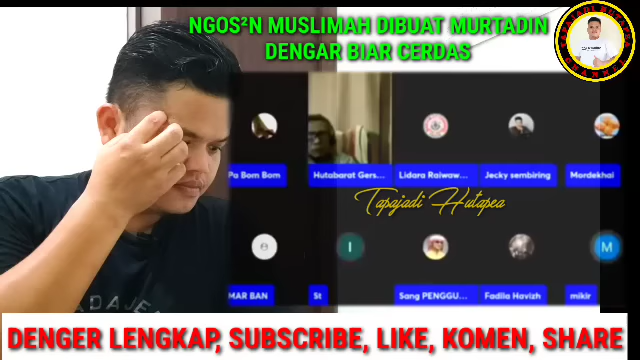 NGOS²N MUSLIMAH DIBUAT MURTADIN
DENGAR BIAR CERDAS
Pa Bom Bom
Hutabarat Gers...
Lidara Raiwaw...
Jecky sembiring
Mordekhai
Tapajadi Hutapea
MAR BAN
St
Sang PENGGU...
Fadlla Havizh
mikir
I
M
DENGER LENGKAP, SUBSCRIBE, LIKE, KOMEN, SHARE